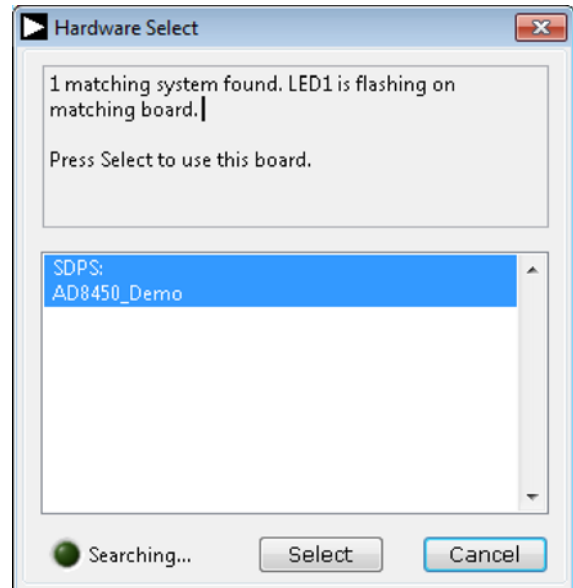 Hardware Select
1 matching system found. LED1 is flashing on
matching board.
Press Select to use this board.
SDPS:
AD8450_Demo
Searching...
Select
Cancel